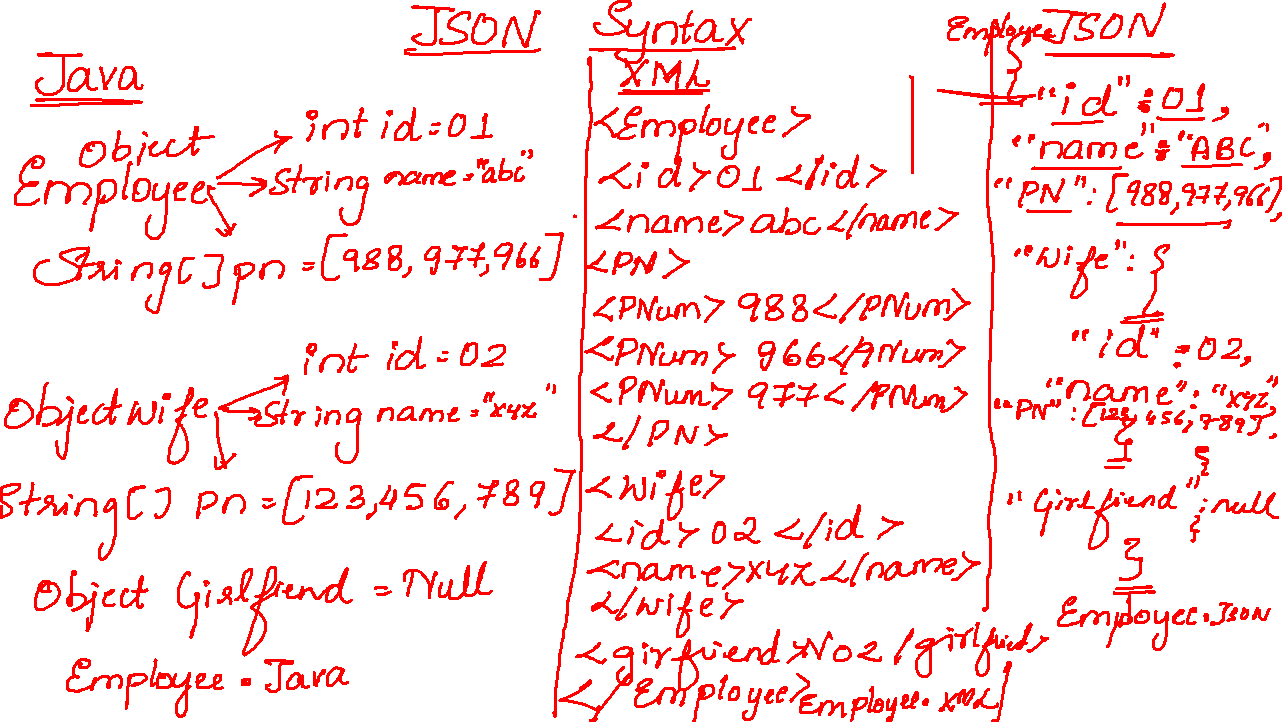 JSON Syntax
Java
Object
Employee
int id=01
String name="abc"
String[] pn = [988, 977, 966]
int id = 02
Object wife
String name="xyz"
String[] pn = [123,456,789]
Object Girlfiend = Null
Employee.Java
XML
<Employee>
<id>01</id>
<name>abc</name>
<PN>
<PNum>988</PNum>
<PNum>966</PNum>
<PNum>977</PNum>
</PN>
<wife>
<id>02</id>
<name>xyz</name>
</wife>
<girfriend>No</girlfriend>
</Employee>
Employee.XML
Employee JSON
{
"id":01,
"name":"ABC",
"PN":[988,977,966],
"Wife": {
"id":02,
"name":"xyz",
"PN":[123,456,789],
}
"Girlfiend":null
}
Employee.JSON